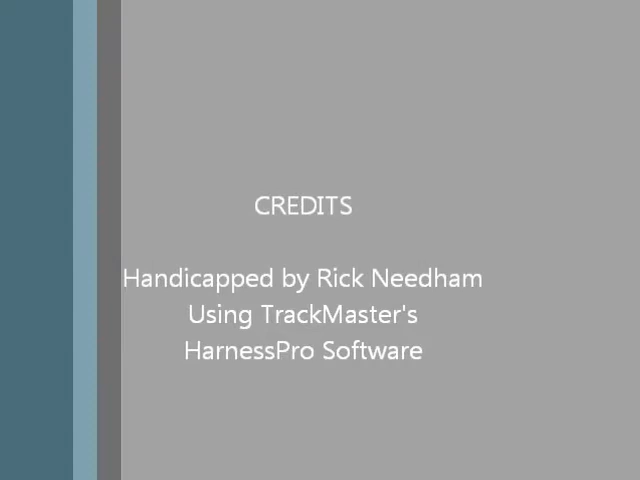 CREDITS
Handicapped by Rick Needham
Using TrackMaster's
HarnessPro Software